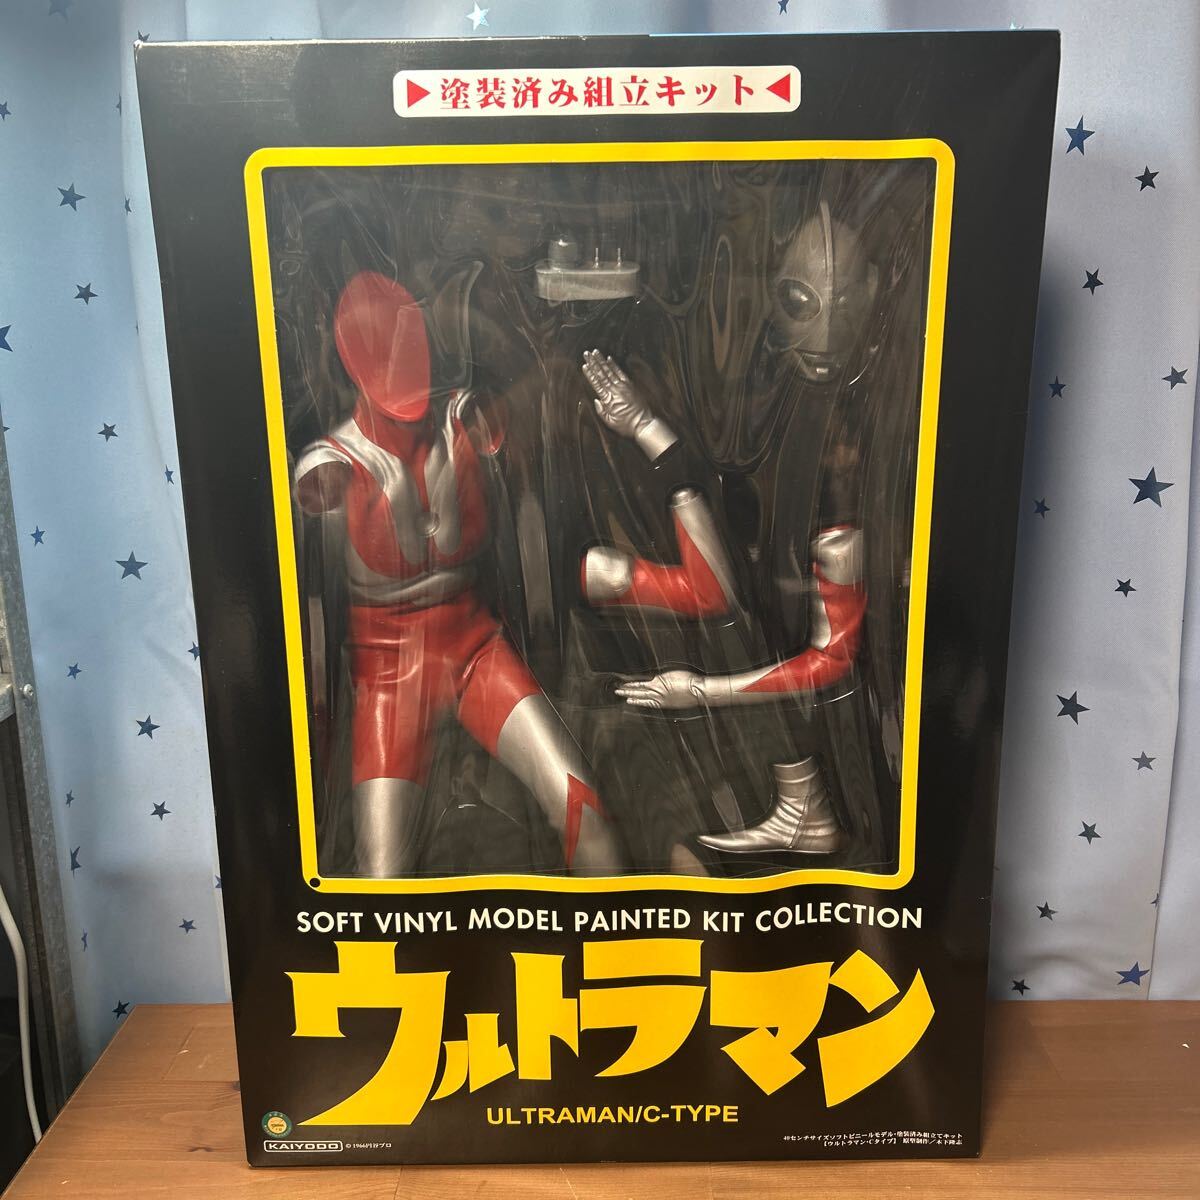 ▶塗装済み組立キット◀
SOFT VINYL MODEL PAINTED KIT COLLECTION
ウルトラマン
ULTRAMAN/C-TYPE
KAIYODO ©1966円谷プロ
40センチサイズソフトビニールモデル・塗装済み組立てキット
【ウルトラマン・Cタイプ】 原型制作／木下隆志